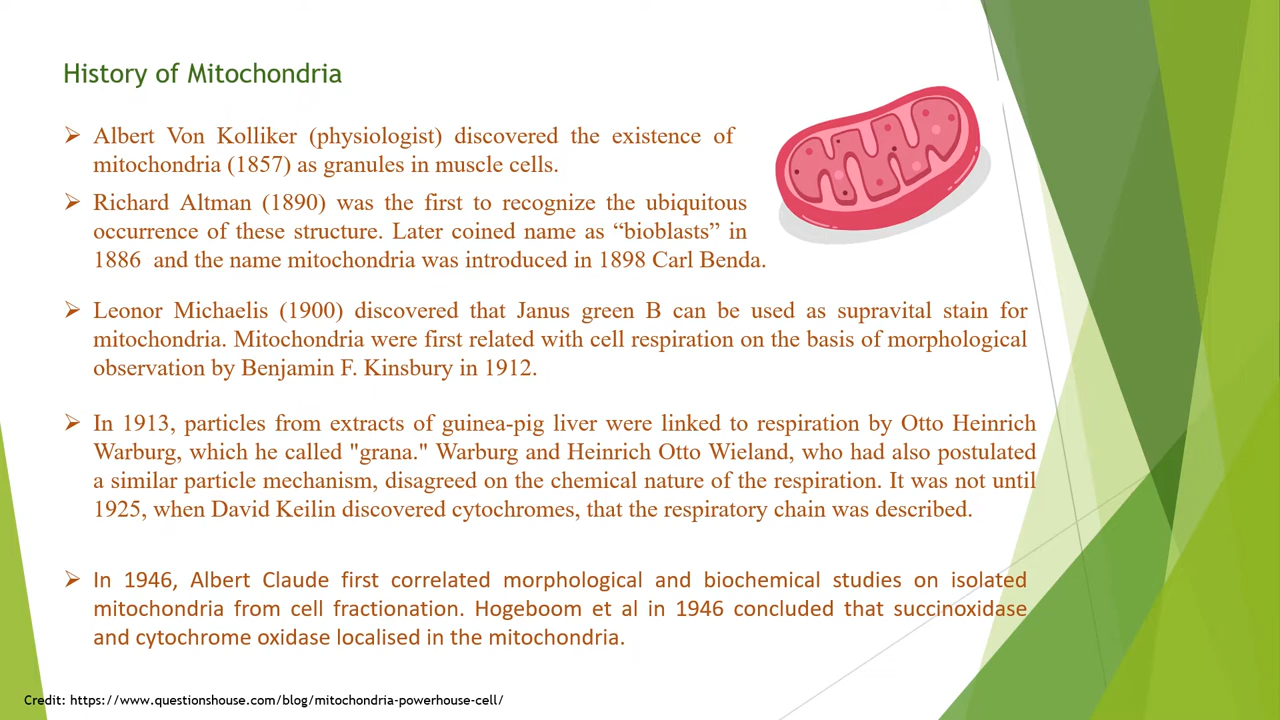 History of Mitochondria
➢ Albert Von Kolliker (physiologist) discovered the existence of
mitochondria (1857) as granules in muscle cells.
➢ Richard Altman (1890) was the first to recognize the ubiquitous
occurrence of these structure. Later coined name as “bioblasts” in
1886 and the name mitochondria was introduced in 1898 Carl Benda.
➢ Leonor Michaelis (1900) discovered that Janus green B can be used as supravital stain for
mitochondria. Mitochondria were first related with cell respiration on the basis of morphological
observation by Benjamin F. Kinsbury in 1912.
➢ In 1913, particles from extracts of guinea-pig liver were linked to respiration by Otto Heinrich
Warburg, which he called "grana." Warburg and Heinrich Otto Wieland, who had also postulated
a similar particle mechanism, disagreed on the chemical nature of the respiration. It was not until
1925, when David Keilin discovered cytochromes, that the respiratory chain was described.
➢ In 1946, Albert Claude first correlated morphological and biochemical studies on isolated
mitochondria from cell fractionation. Hogeboom et al in 1946 concluded that succinoxidase
and cytochrome oxidase localised in the mitochondria.
Credit: https://www.questionshouse.com/blog/mitochondria-powerhouse-cell/